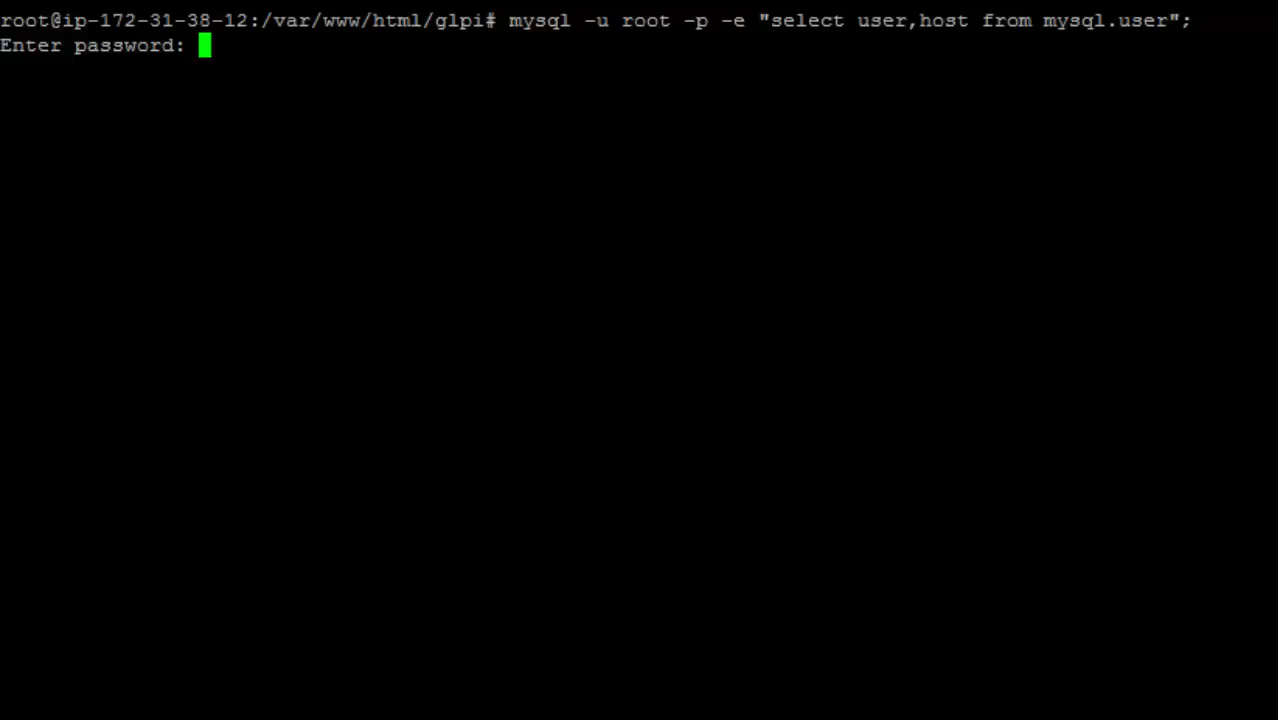 root@ip-172-31-38-12:/var/www/html/glpi# mysql -u root -p -e "select user,host from mysql.user";
Enter password: